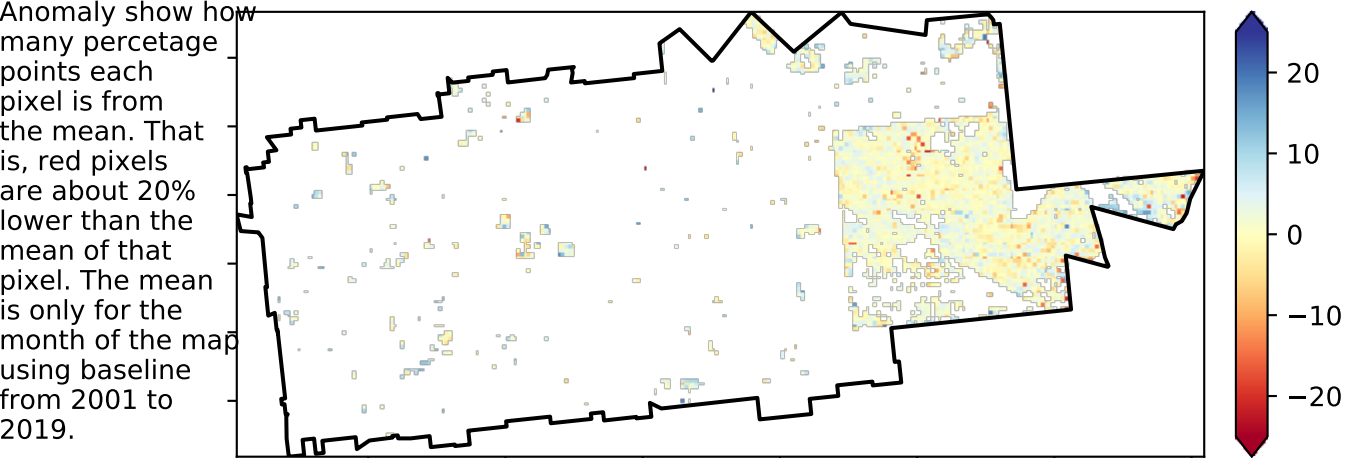 Anomaly show how
many percetage
points each
pixel is from
the mean. That
is, red pixels
are about 20%
lower than the
mean of that
pixel. The mean
is only for the
month of the map
using baseline
from 2001 to
2019.
20
10
0
−10
−20